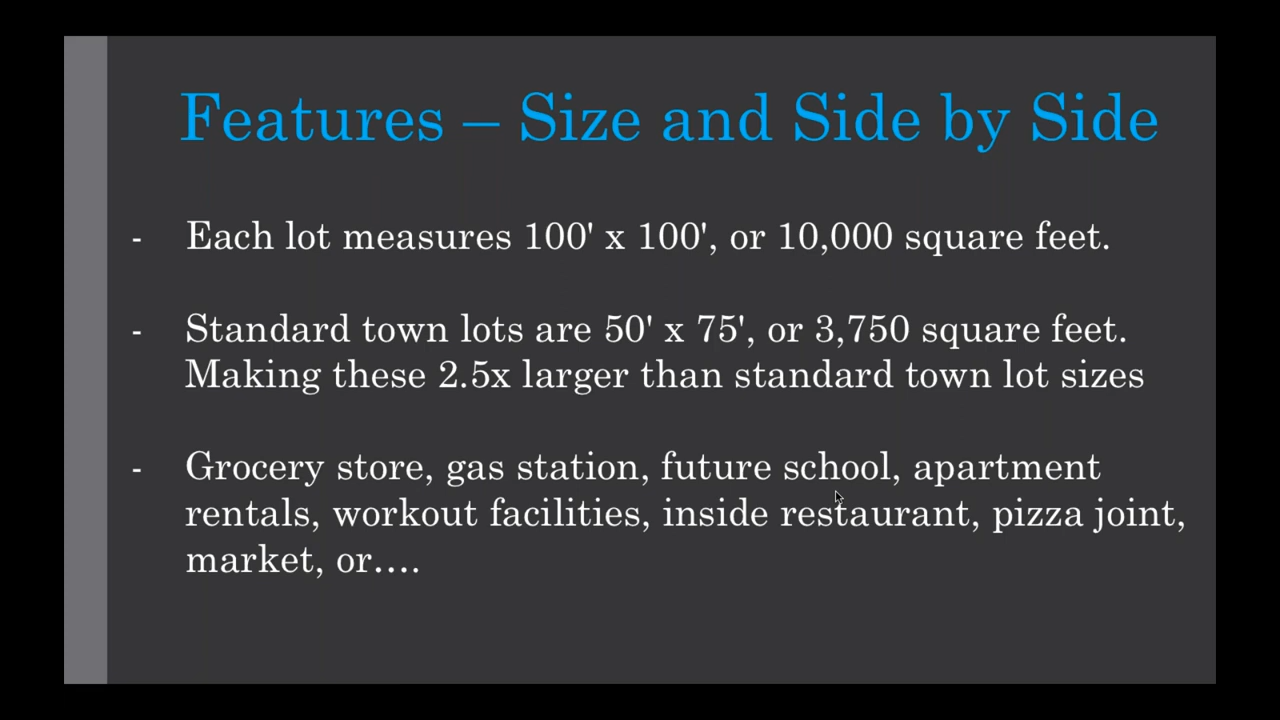 Features – Size and Side by Side
- Each lot measures 100' x 100', or 10,000 square feet.
- Standard town lots are 50' x 75', or 3,750 square feet.
Making these 2.5x larger than standard town lot sizes
- Grocery store, gas station, future school, apartment
rentals, workout facilities, inside restaurant, pizza joint,
market, or….